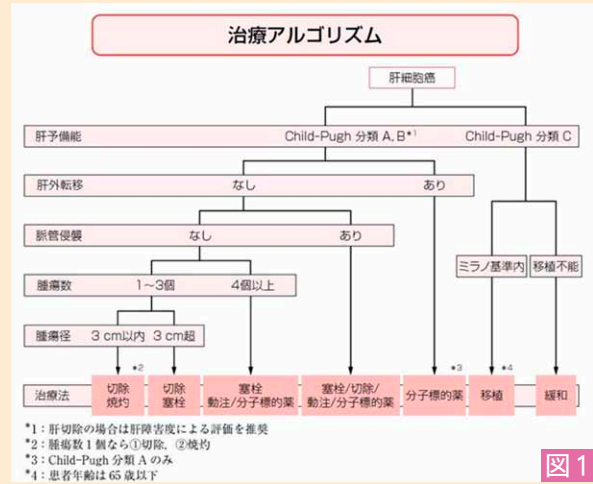 治療アルゴリズム
肝細胞癌
肝予備能 Child-Pugh 分類 A、B*1 Child-Pugh 分類 C
肝外転移 なし あり
脈管侵襲 なし あり
ミラノ基準内 移植不能
腫瘍数 1〜3個 4個以上
腫瘍径 3 cm以内 3 cm超
*2 *3 *4
治療法 切除 焼灼 切除 塞栓 塞栓 動注/分子標的薬 塞栓/切除/ 動注/分子標的薬 分子標的薬 移植 緩和
*1：肝切除の場合は肝障害度による評価を推奨
*2：腫瘍数1個なら①切除，②焼灼
*3：Child-Pugh 分類 A のみ
*4：患者年齢は 65 歳以下
図1